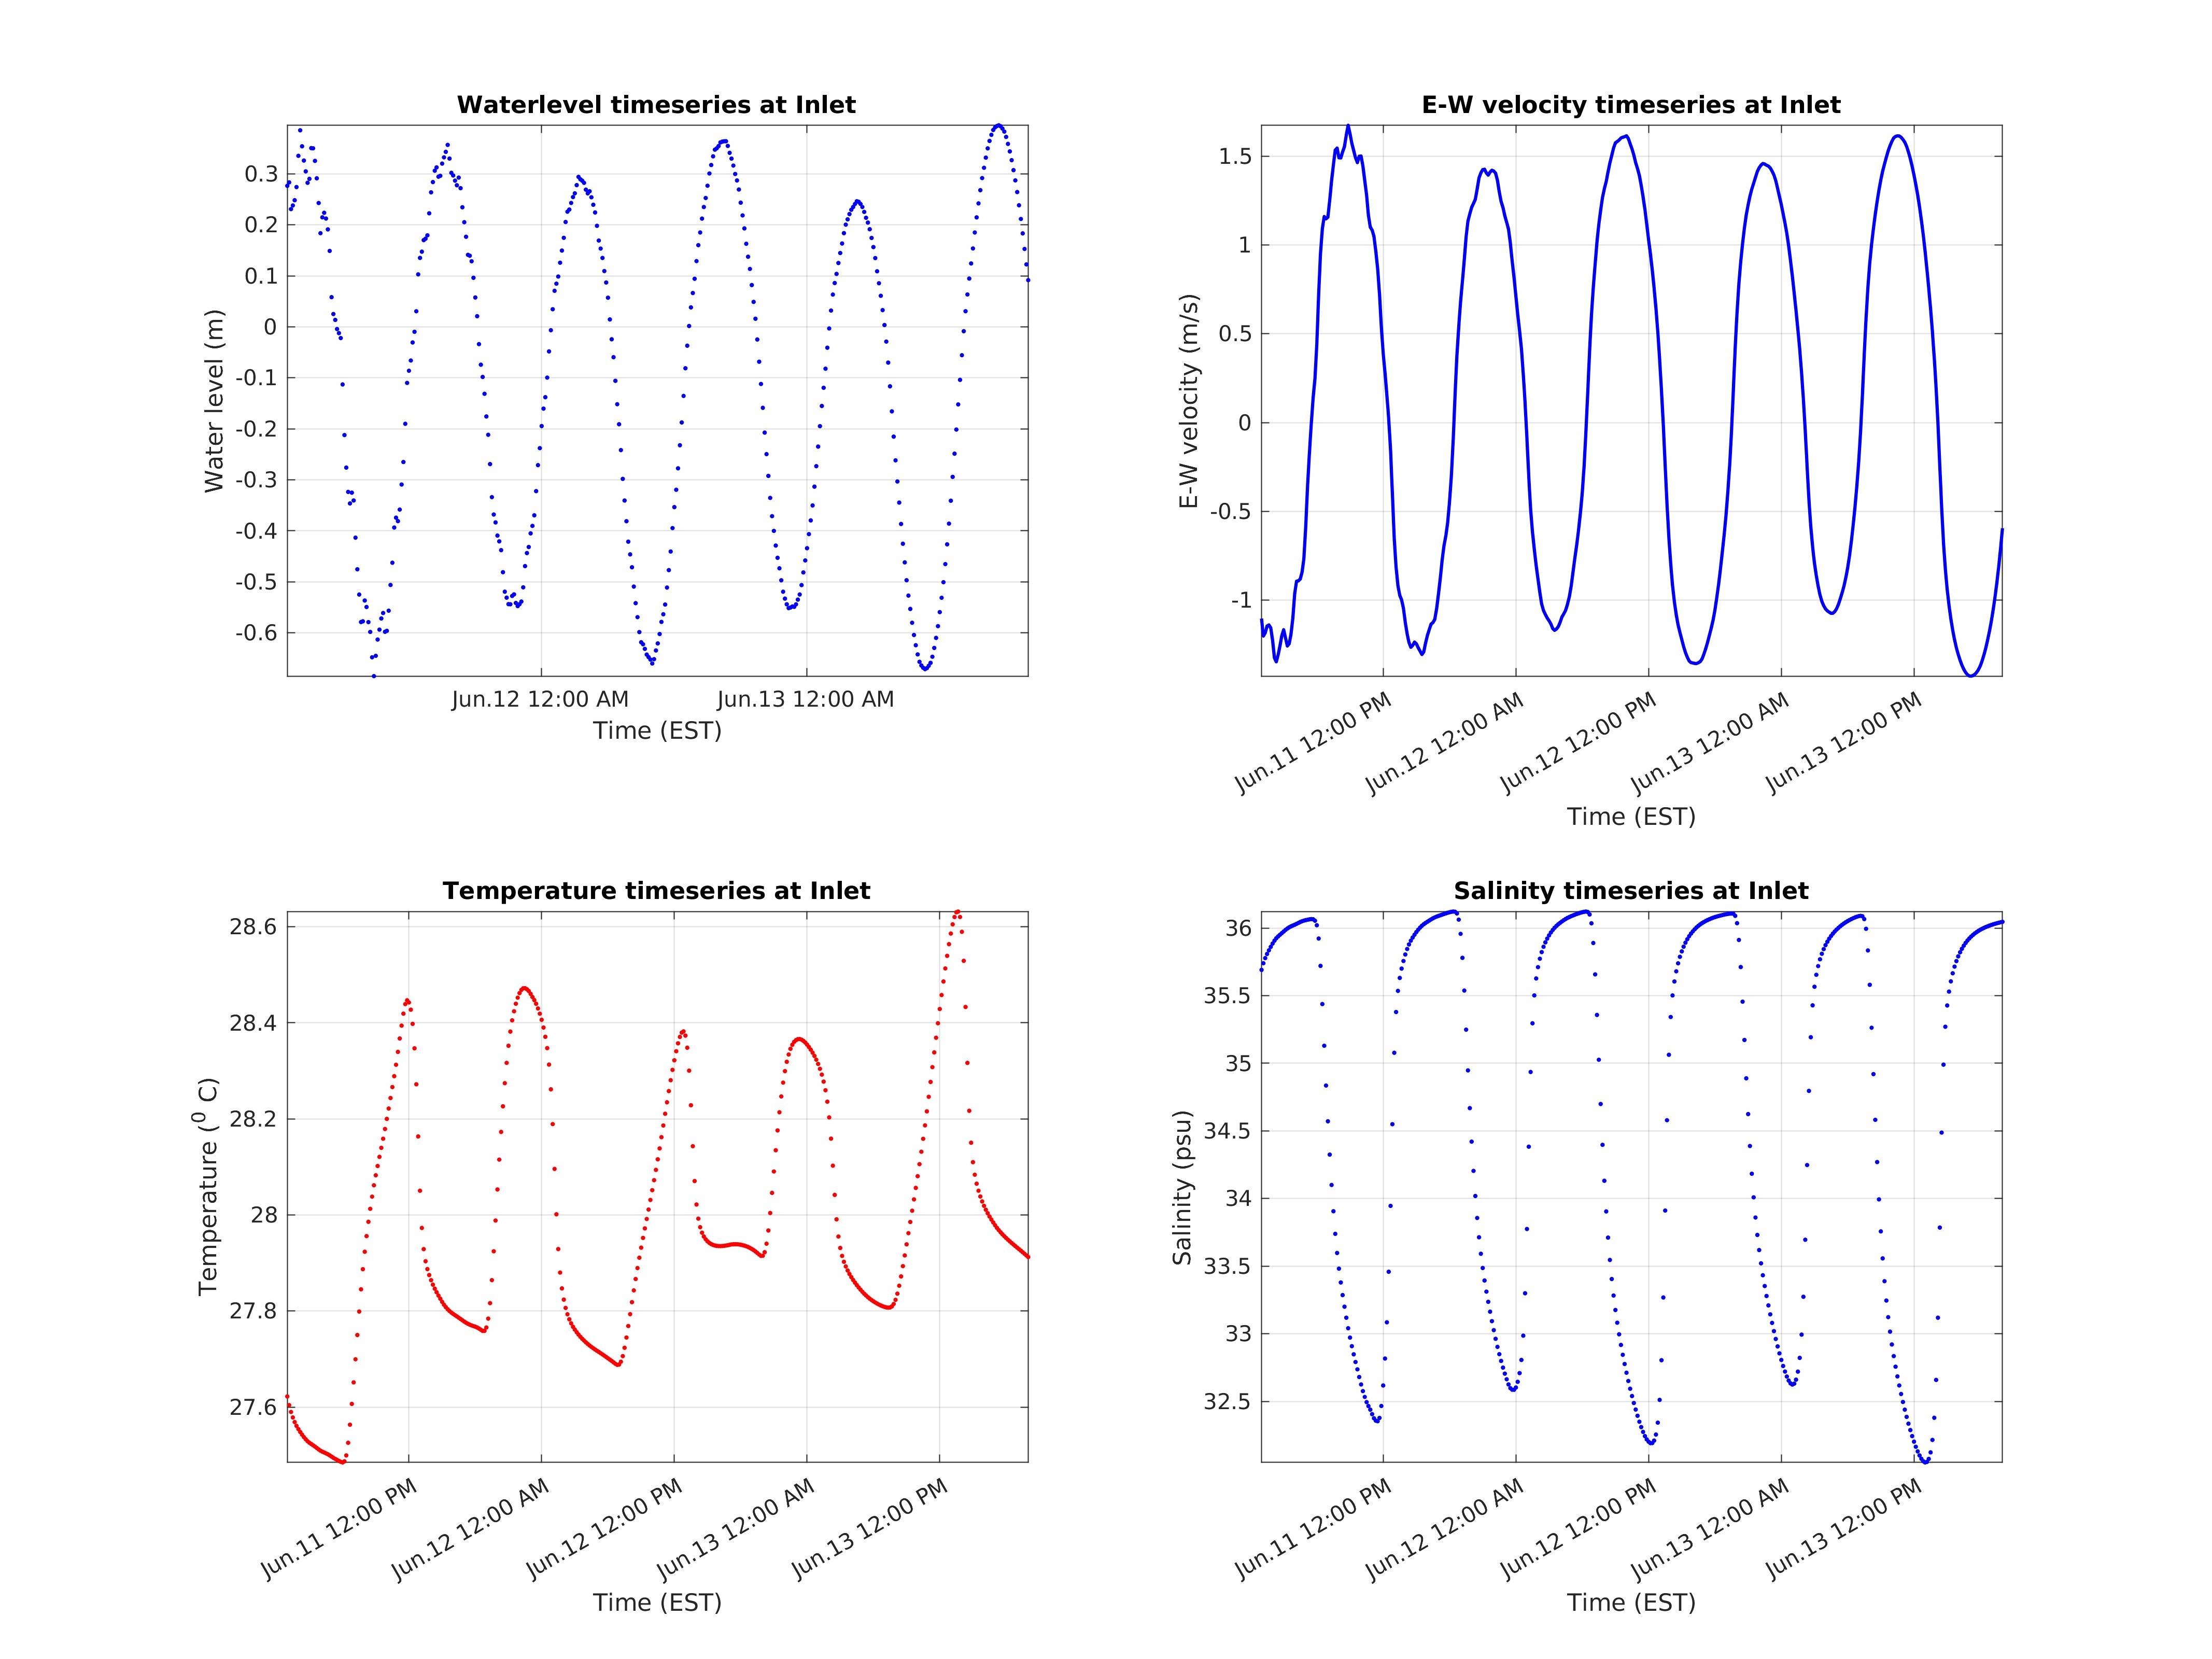 Waterlevel timeseries at Inlet
0.3
0.2
0.1
0
-0.1
-0.2
-0.3
-0.4
-0.5
-0.6
Water level (m)
Jun.12 12:00 AM
Jun.13 12:00 AM
Time (EST)
E-W velocity timeseries at Inlet
1.5
1
0.5
0
-0.5
-1
E-W velocity (m/s)
Jun.11 12:00 PM
Jun.12 12:00 AM
Jun.12 12:00 PM
Jun.13 12:00 AM
Jun.13 12:00 PM
Time (EST)
Temperature timeseries at Inlet
28.6
28.4
28.2
28
27.8
27.6
Temperature (⁰ C)
Jun.11 12:00 PM
Jun.12 12:00 AM
Jun.12 12:00 PM
Jun.13 12:00 AM
Jun.13 12:00 PM
Time (EST)
Salinity timeseries at Inlet
36
35.5
35
34.5
34
33.5
33
32.5
Salinity (psu)
Jun.11 12:00 PM
Jun.12 12:00 AM
Jun.12 12:00 PM
Jun.13 12:00 AM
Jun.13 12:00 PM
Time (EST)